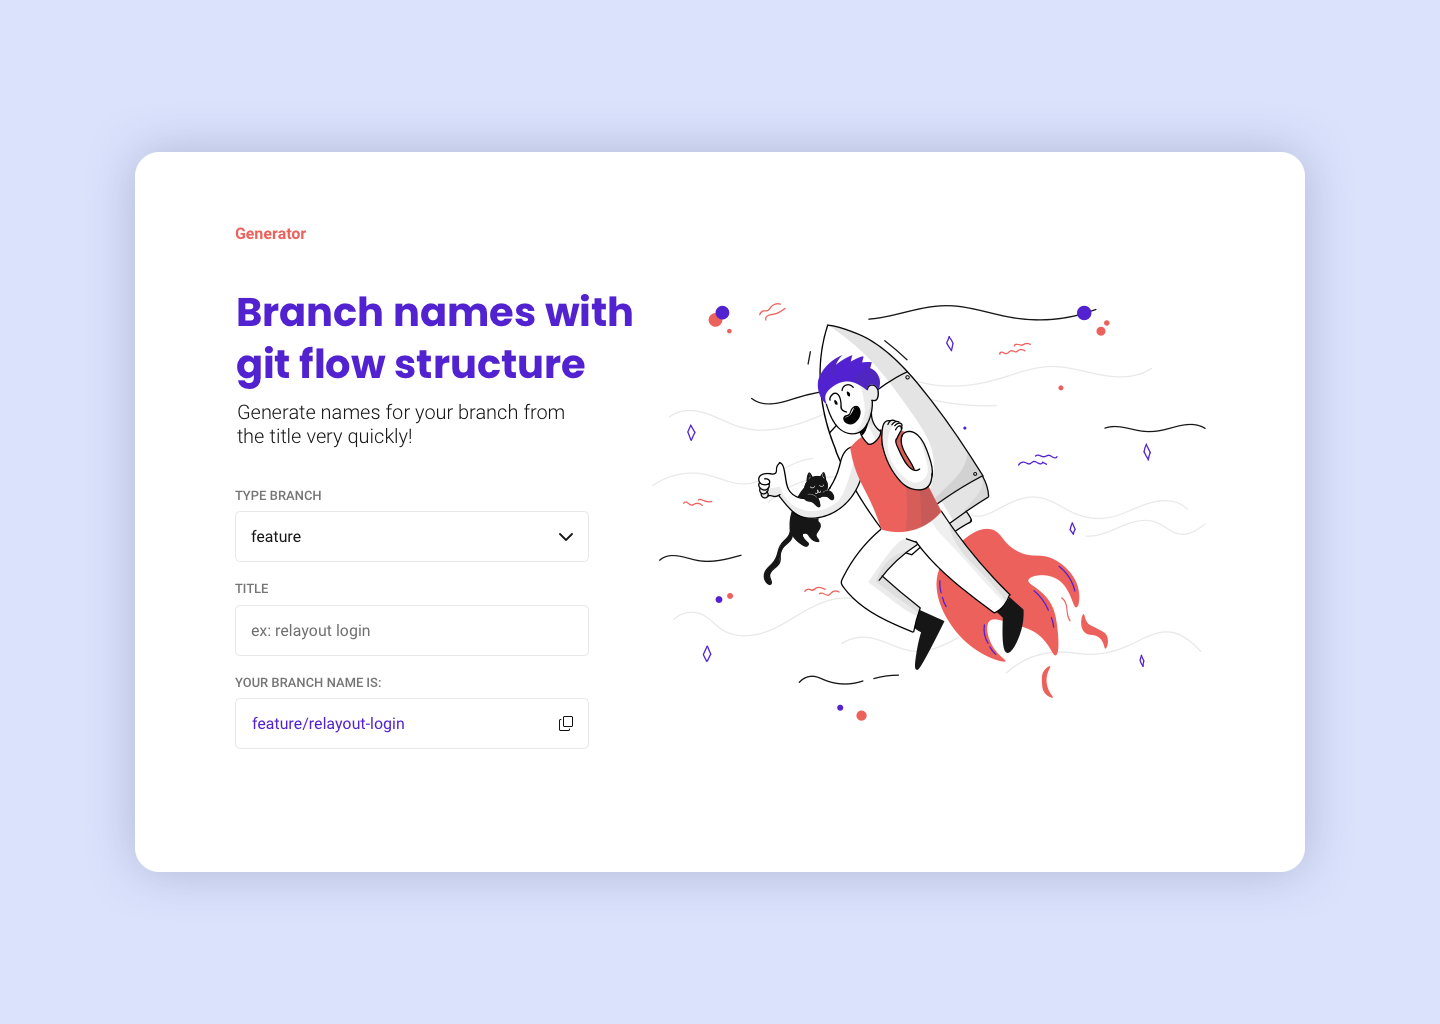 Generator
Branch names with
git flow structure
Generate names for your branch from
the title very quickly!
TYPE BRANCH
feature
TITLE
ex: relayout login
YOUR BRANCH NAME IS:
feature/relayout-login